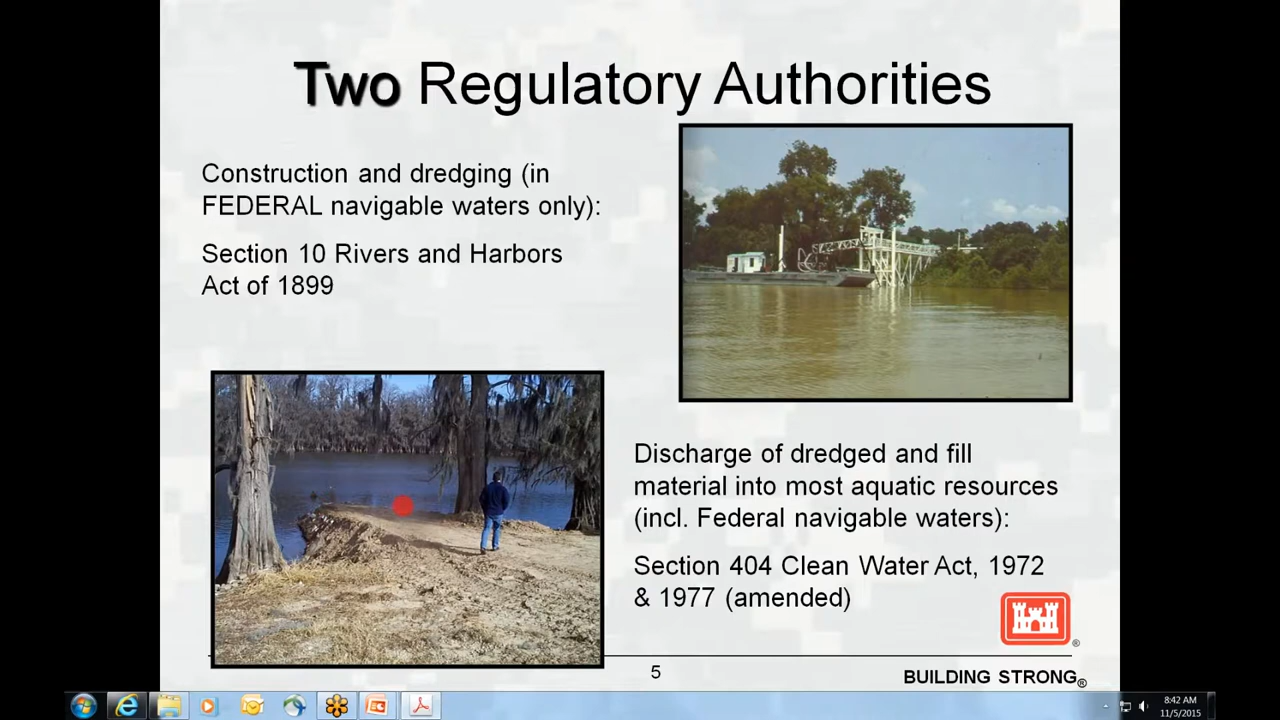 Two Regulatory Authorities
Construction and dredging (in
FEDERAL navigable waters only):
Section 10 Rivers and Harbors
Act of 1899
Discharge of dredged and fill
material into most aquatic resources
(incl. Federal navigable waters):
Section 404 Clean Water Act, 1972
& 1977 (amended)
®
5
BUILDING STRONG®
8:42 AM
11/5/2015